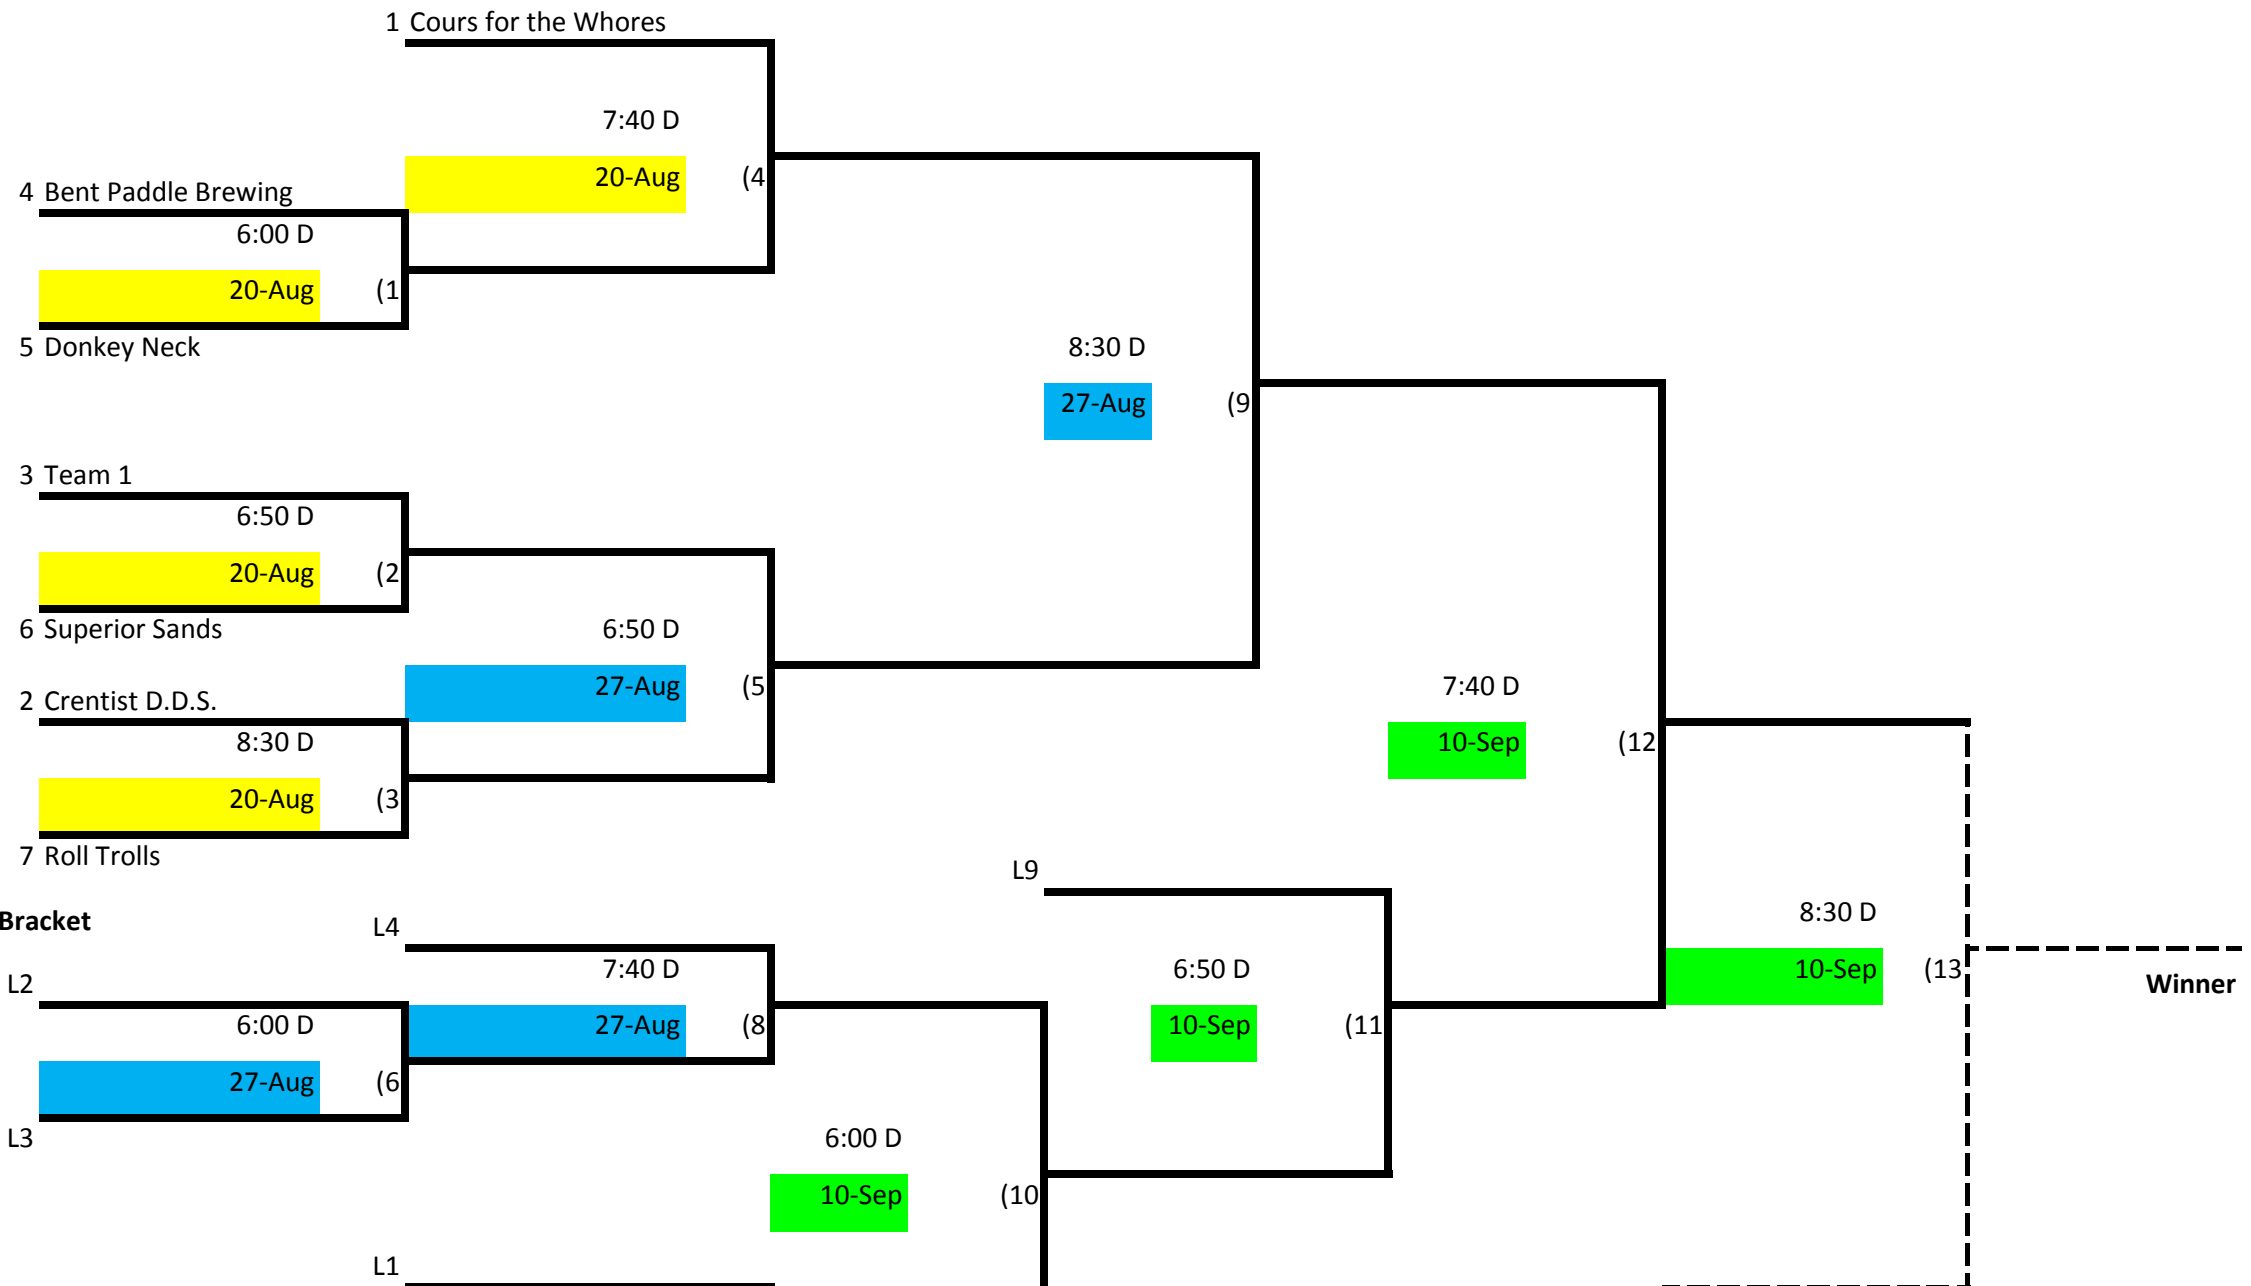 1 Cours for the Whores
7:40 D
20-Aug (4
4 Bent Paddle Brewing
6:00 D
20-Aug (1
5 Donkey Neck
8:30 D
27-Aug (9
3 Team 1
6:50 D
20-Aug (2
6 Superior Sands
6:50 D
27-Aug (5
2 Crentist D.D.S.
7:40 D
8:30 D
10-Sep (12
20-Aug (3
7 Roll Trolls
L9
Bracket
L4
8:30 D
7:40 D
6:50 D
10-Sep (13
L2
Winner
6:00 D
27-Aug (8
10-Sep (11
27-Aug (6
L3
6:00 D
10-Sep (10
L1